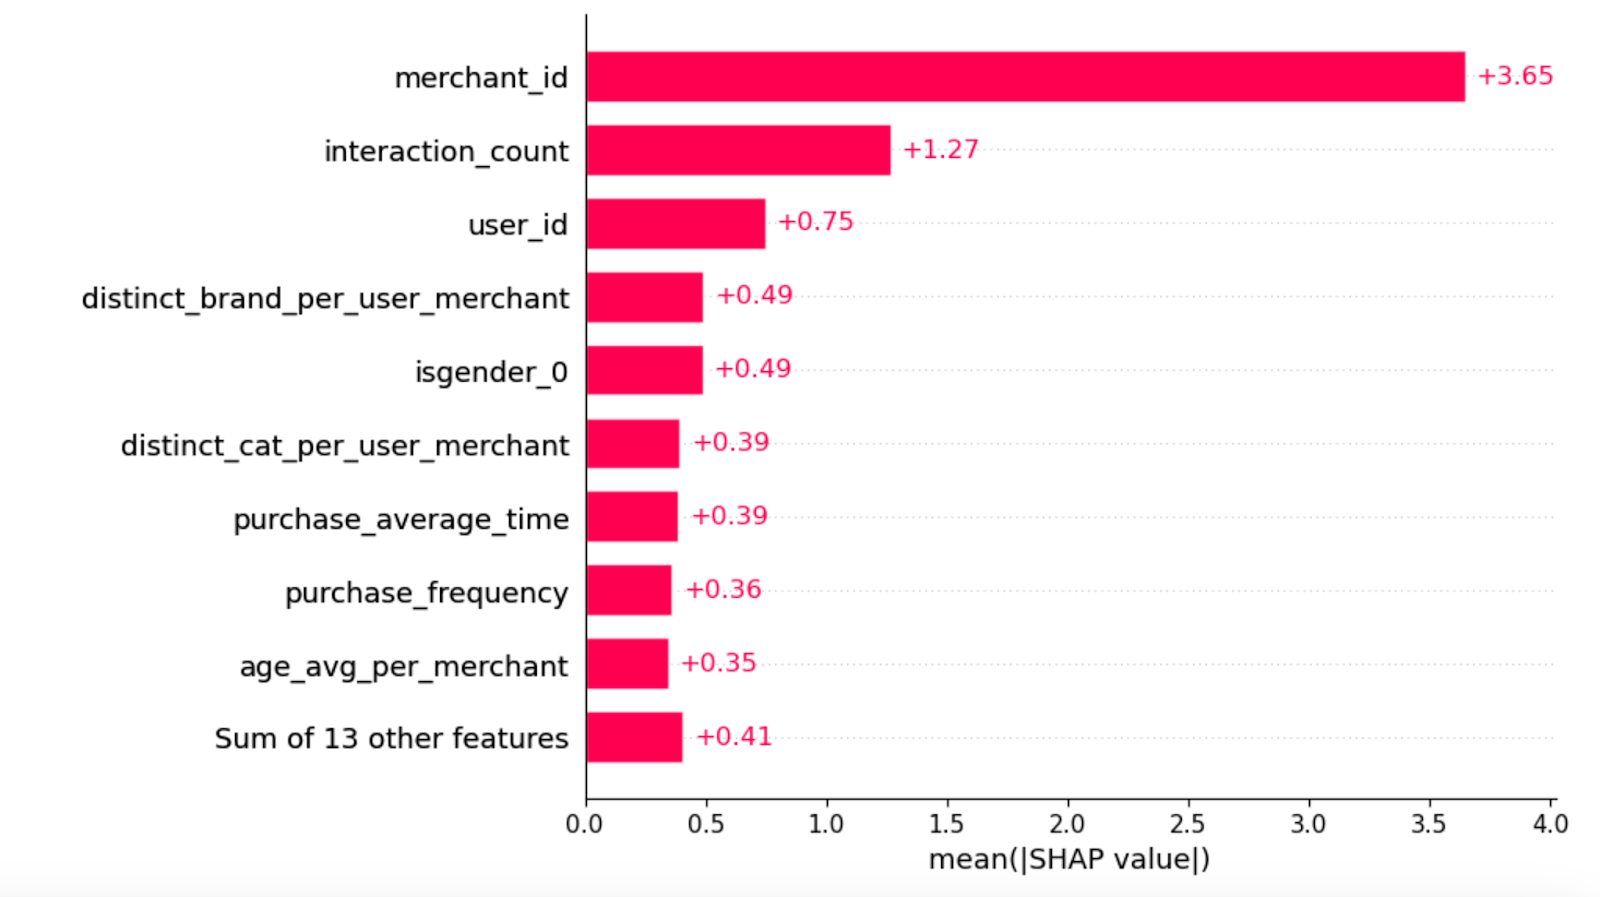 merchant_id +3.65
interaction_count +1.27
user_id +0.75
distinct_brand_per_user_merchant +0.49
isgender_0 +0.49
distinct_cat_per_user_merchant +0.39
purchase_average_time +0.39
purchase_frequency +0.36
age_avg_per_merchant +0.35
Sum of 13 other features +0.41
0.0 0.5 1.0 1.5 2.0 2.5 3.0 3.5 4.0
mean(|SHAP value|)